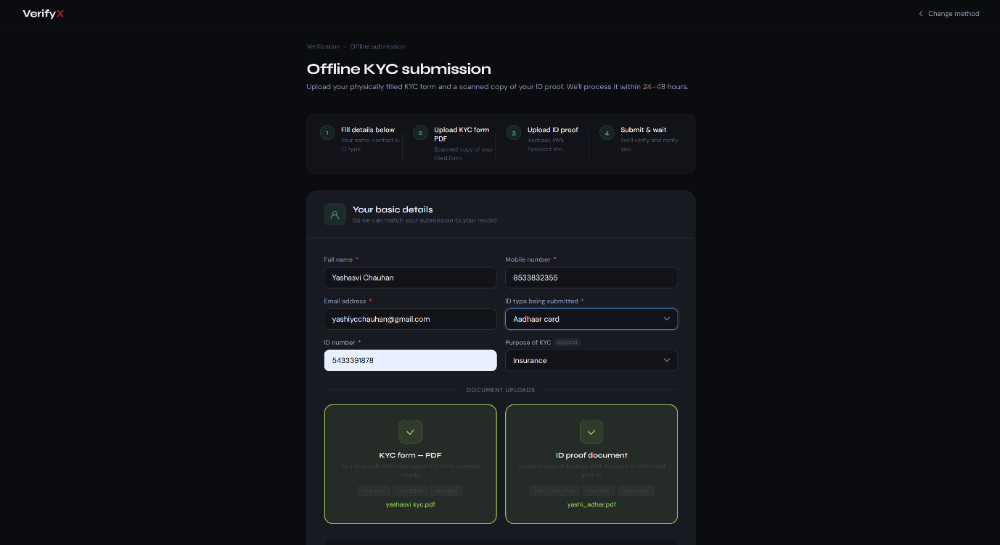 VerifyX
Change method
Verification › Offline submission
Offline KYC submission
Upload your physically filled KYC form and a scanned copy of your ID proof. We'll process it within 24–48 hours.
1
Fill details below
Your name, contact &
ID type
2
Upload KYC form
PDF
Scanned copy of your
filled form
3
Upload ID proof
Aadhaar, PAN,
Passport etc.
4
Submit & wait
We'll verify and notify
you
Your basic details
So we can match your submission to your record
Full name *
Yashasvi Chauhan
Mobile number *
8533832355
Email address *
yashiycchauhan@gmail.com
ID type being submitted *
Aadhaar card
ID number *
5433391878
Purpose of KYC optional
Insurance
DOCUMENT UPLOADS
KYC form — PDF
Your physically filled and signed KYC form, scanned
clearly
PDF only Max 10MB All pages
yashasvi kyc.pdf
ID proof document
Scanned copy of Aadhaar, PAN, Passport or other valid
govt. ID
PDF / JPG / PNG Max 5MB Both sides
yashi_adhar.pdf